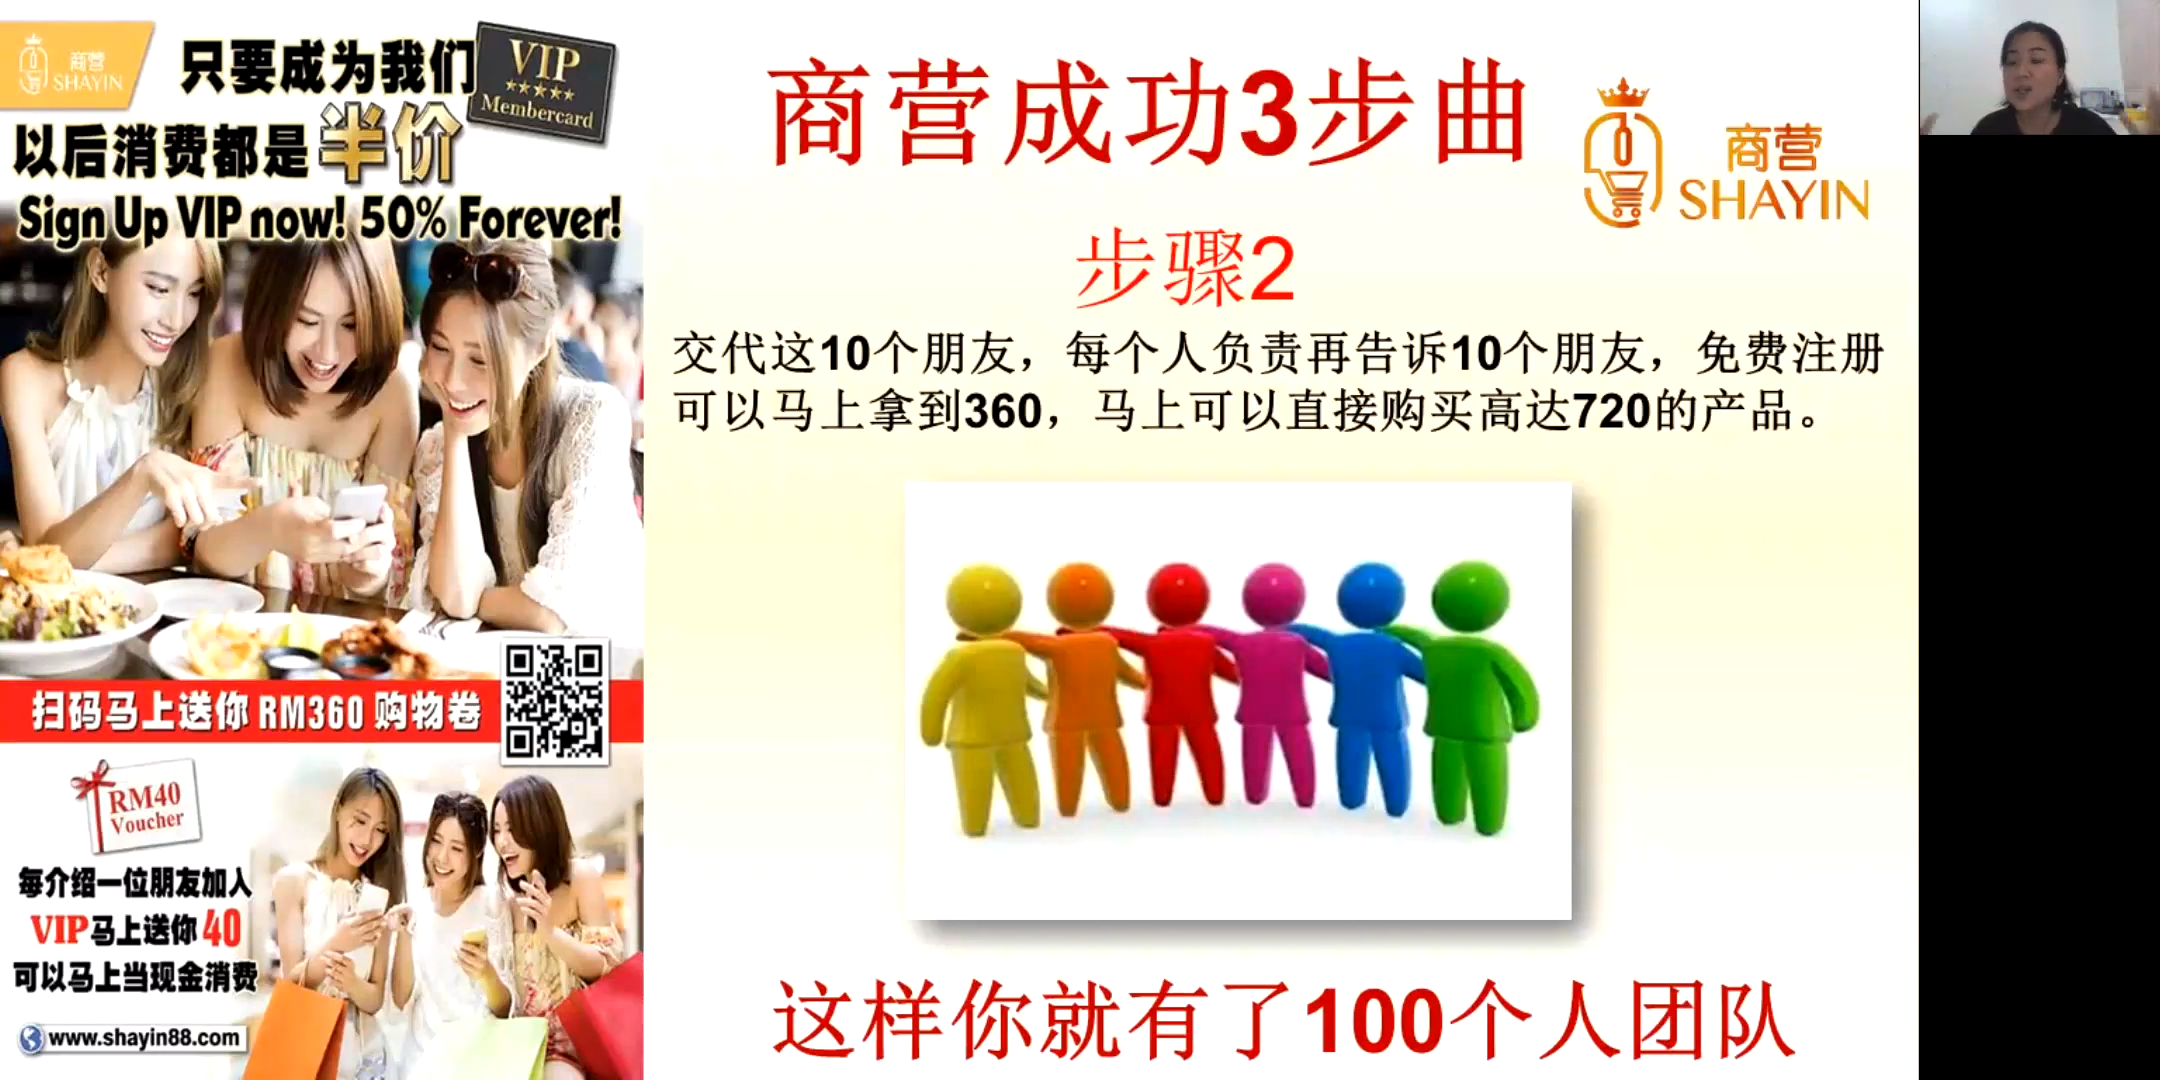 商营
SHAYIN
只要成为我们
VIP
★★★★★
Membercard
以后消费都是半价
Sign Up VIP now! 50% Forever!
扫码马上送你 RM360 购物卷
RM40
Voucher
每介绍一位朋友加入
VIP马上送你 40
可以马上当现金消费
www.shayin88.com
商营成功3步曲
商营
SHAYIN
步骤2
交代这10个朋友，每个人负责再告诉10个朋友，免费注册
可以马上拿到360，马上可以直接购买高达720的产品。
这样你就有了100个人团队